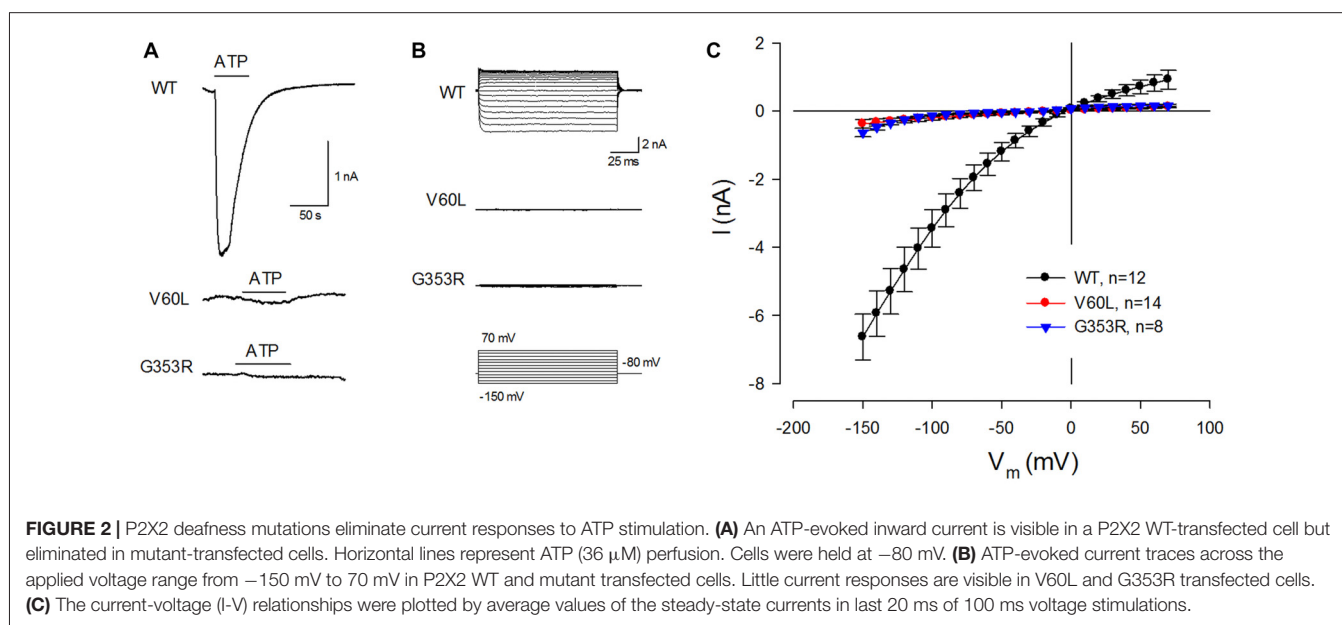 A
ATP
WT
1 nA
50 s
ATP
V60L
ATP
G353R
B
WT
2 nA
25 ms
V60L
G353R
70 mV
-80 mV
-150 mV
C
2
0
-2
-4
-6
-8
I (nA)
WT, n=12
V60L, n=14
G353R, n=8
-200 -150 -100 -50 0 50 100
Vm (mV)
FIGURE 2 | P2X2 deafness mutations eliminate current responses to ATP stimulation. (A) An ATP-evoked inward current is visible in a P2X2 WT-transfected cell but
eliminated in mutant-transfected cells. Horizontal lines represent ATP (36 μM) perfusion. Cells were held at −80 mV. (B) ATP-evoked current traces across the
applied voltage range from −150 mV to 70 mV in P2X2 WT and mutant transfected cells. Little current responses are visible in V60L and G353R transfected cells.
(C) The current-voltage (I-V) relationships were plotted by average values of the steady-state currents in last 20 ms of 100 ms voltage stimulations.